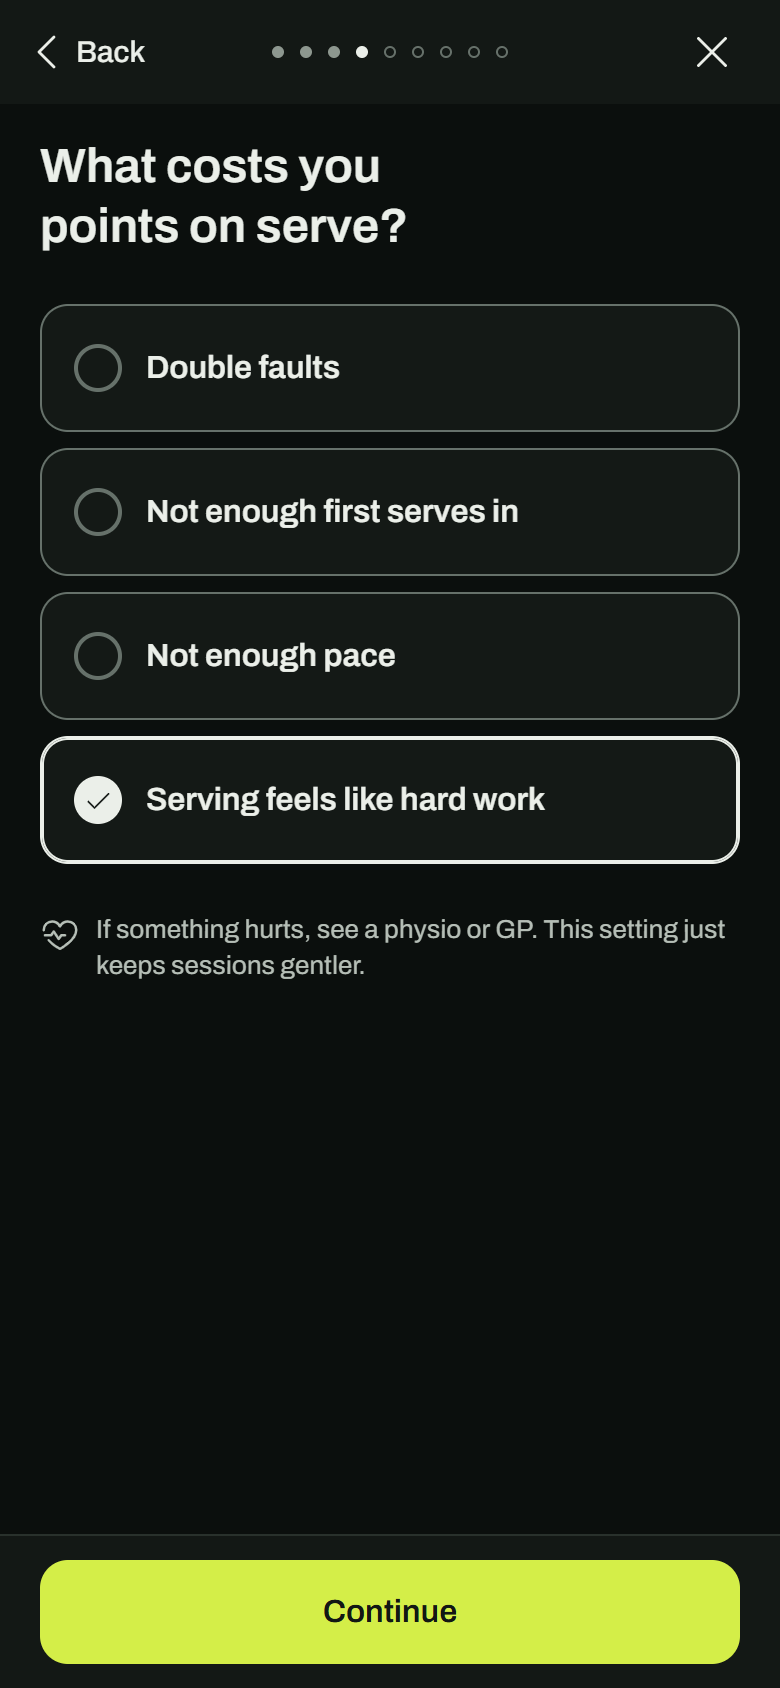 Back
What costs you
points on serve?
Double faults
Not enough first serves in
Not enough pace
Serving feels like hard work
If something hurts, see a physio or GP. This setting just
keeps sessions gentler.
Continue